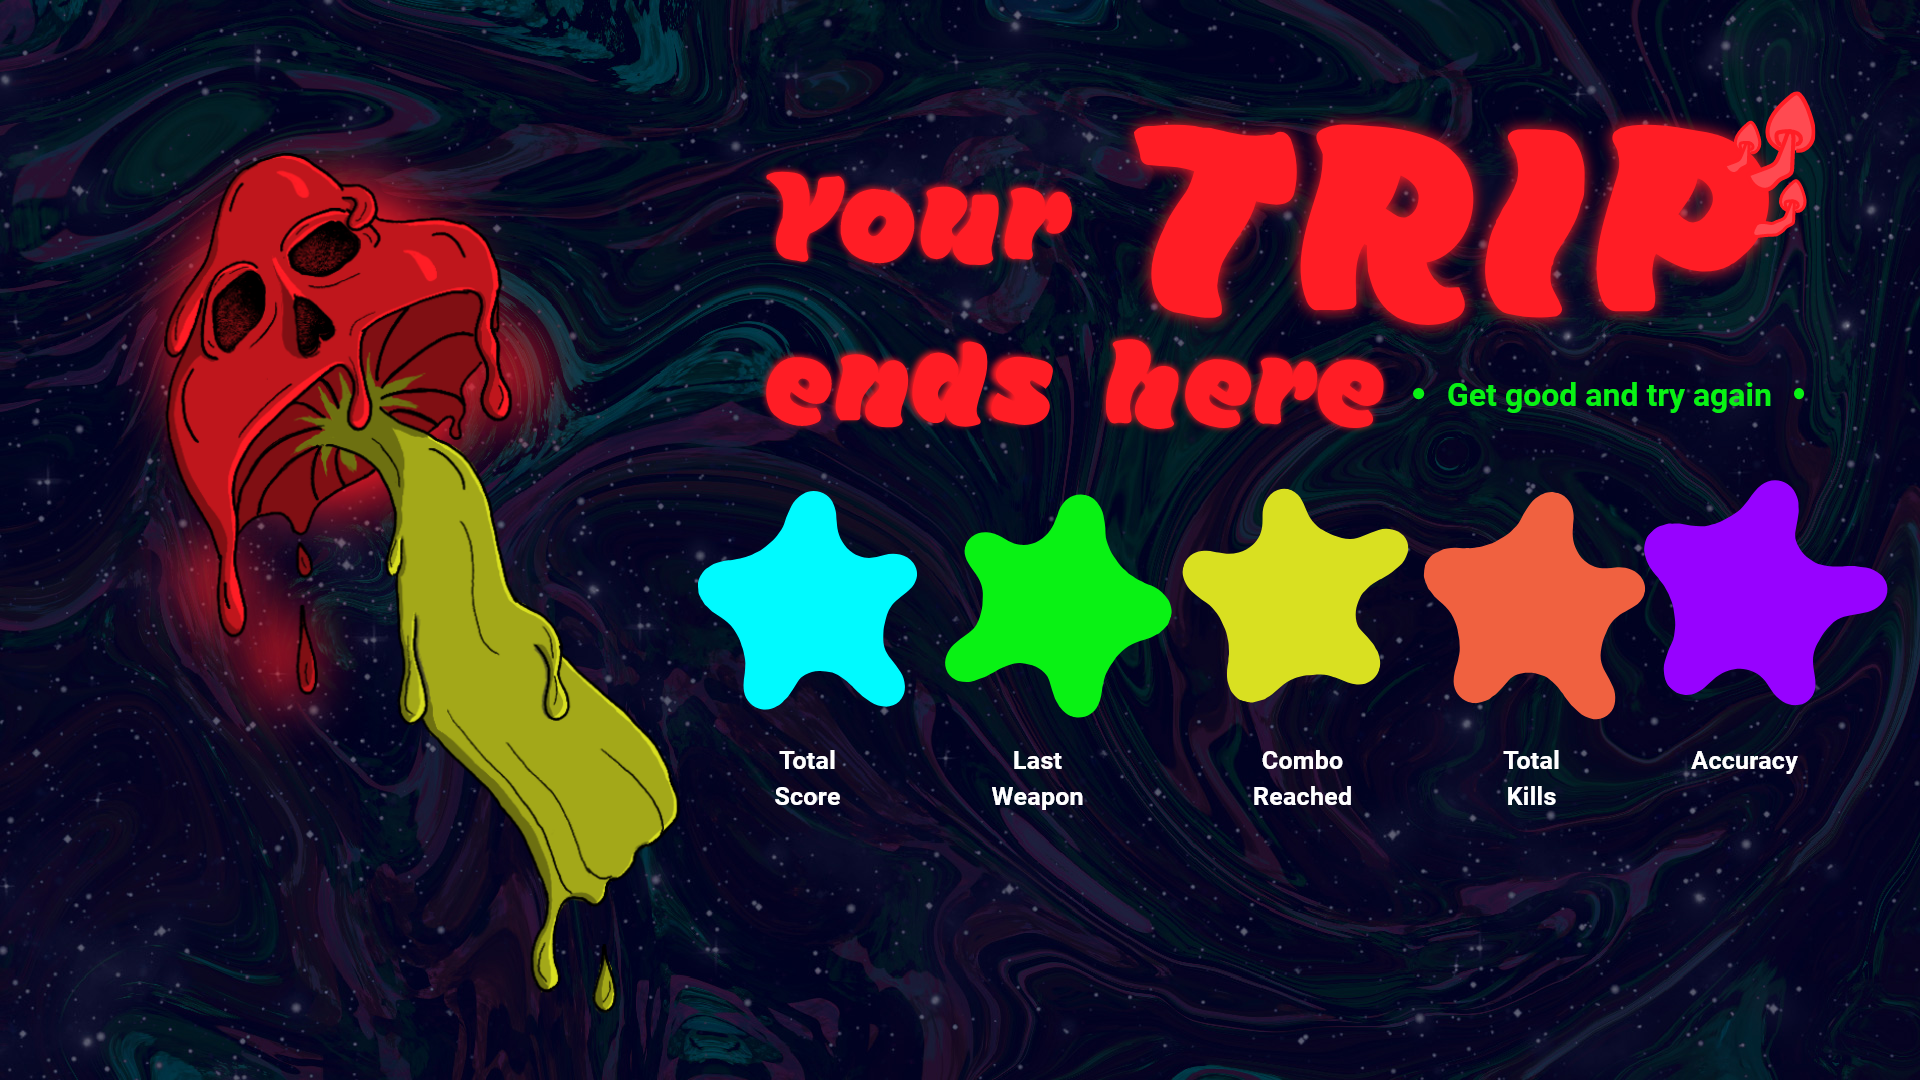 your TRIP
ends here
• Get good and try again •
Total
Score
Last
Weapon
Combo
Reached
Total
Kills
Accuracy